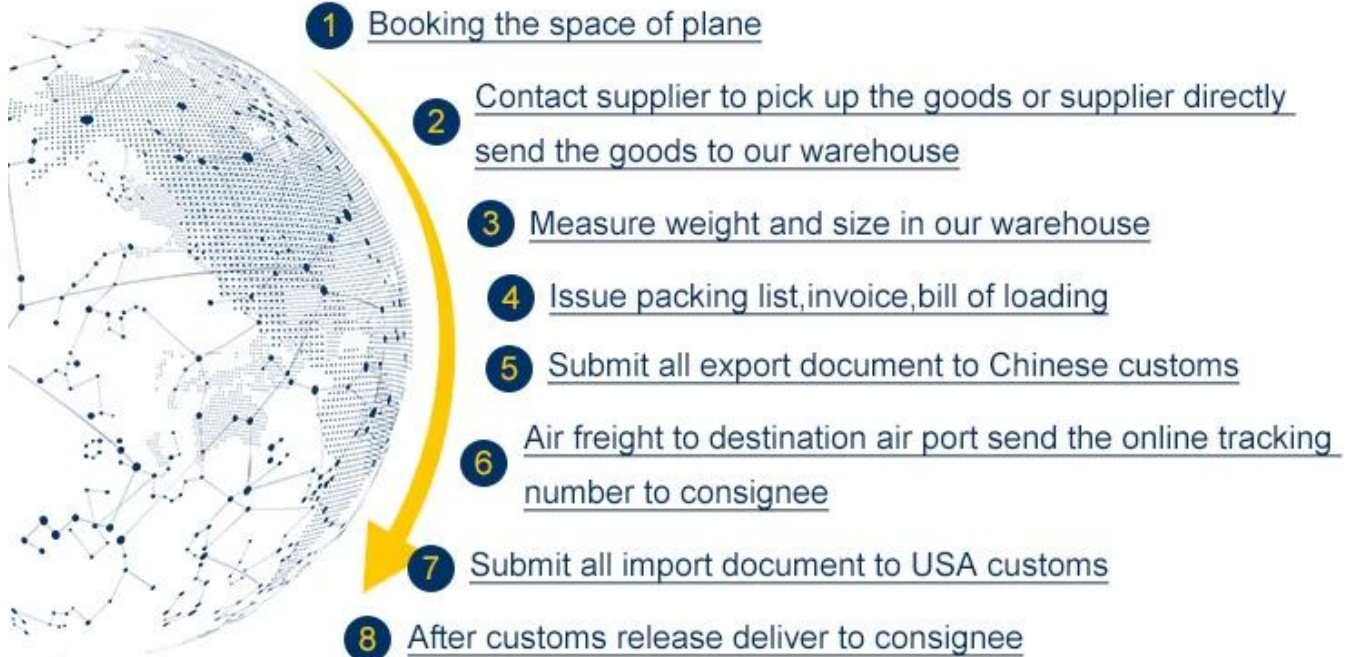 1 Booking the space of plane
2 Contact supplier to pick up the goods or supplier directly
send the goods to our warehouse
3 Measure weight and size in our warehouse
4 Issue packing list,invoice,bill of loading
5 Submit all export document to Chinese customs
6 Air freight to destination air port send the online tracking
number to consignee
7 Submit all import document to USA customs
8 After customs release deliver to consignee